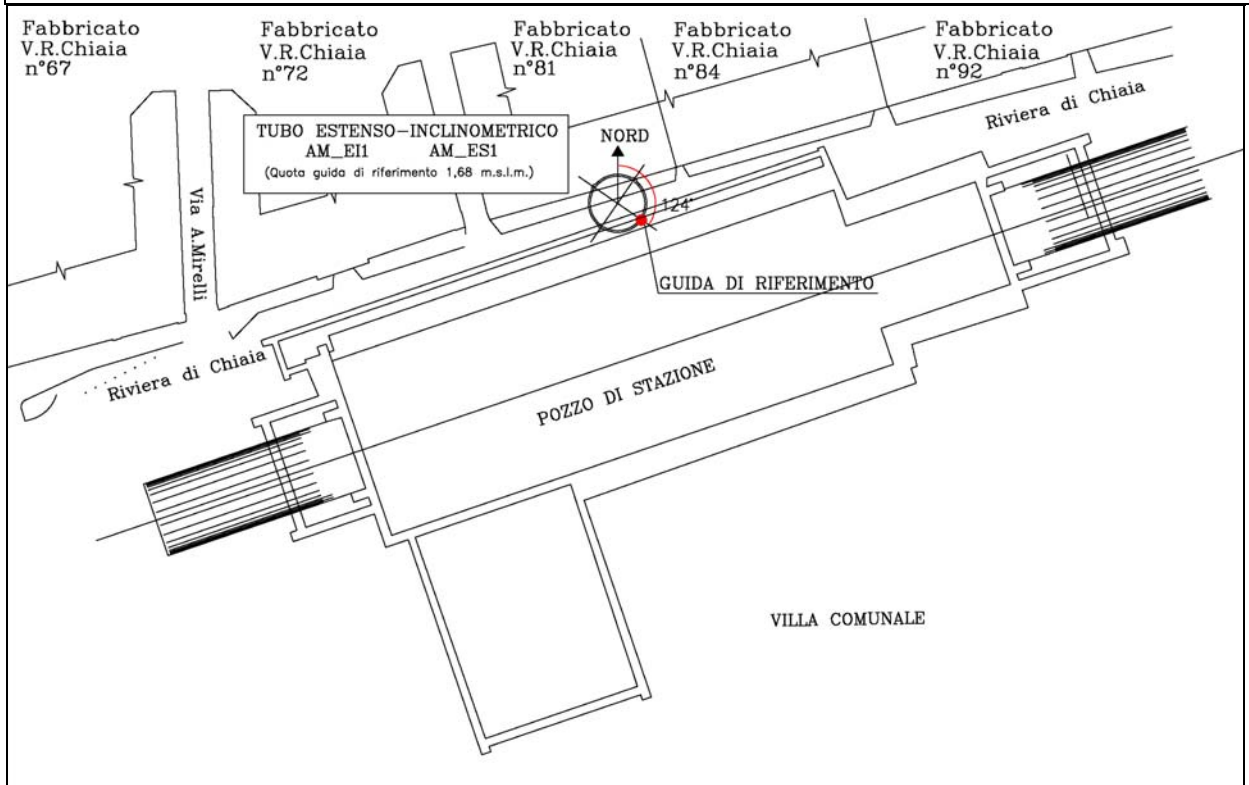 Fabbricato
V.R.Chiaia
n°67
Fabbricato
V.R.Chiaia
n°72
Fabbricato
V.R.Chiaia
n°81
Fabbricato
V.R.Chiaia
n°84
Fabbricato
V.R.Chiaia
n°92
Riviera di Chiaia
TUBO ESTENSO-INCLINOMETRICO
AM_EI1 AM_ES1
(Quota guida di riferimento 1,68 m.s.l.m.)
NORD
124°
Via A.Mirelli
GUIDA DI RIFERIMENTO
Riviera di Chiaia
POZZO DI STAZIONE
VILLA COMUNALE